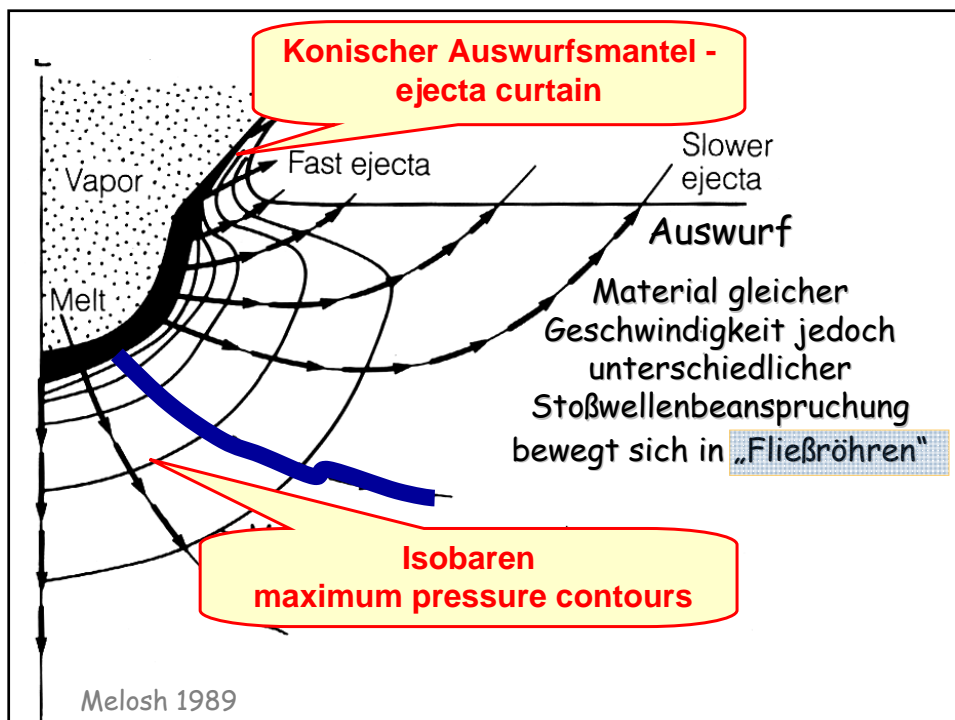 Konischer Auswurfsmantel -
ejecta curtain
Vapor
Fast ejecta
Slower
ejecta
Auswurf
Melt
Material gleicher
Geschwindigkeit jedoch
unterschiedlicher
Stoßwellenbeanspruchung
bewegt sich in „Fließröhren“
Isobaren
maximum pressure contours
Melosh 1989